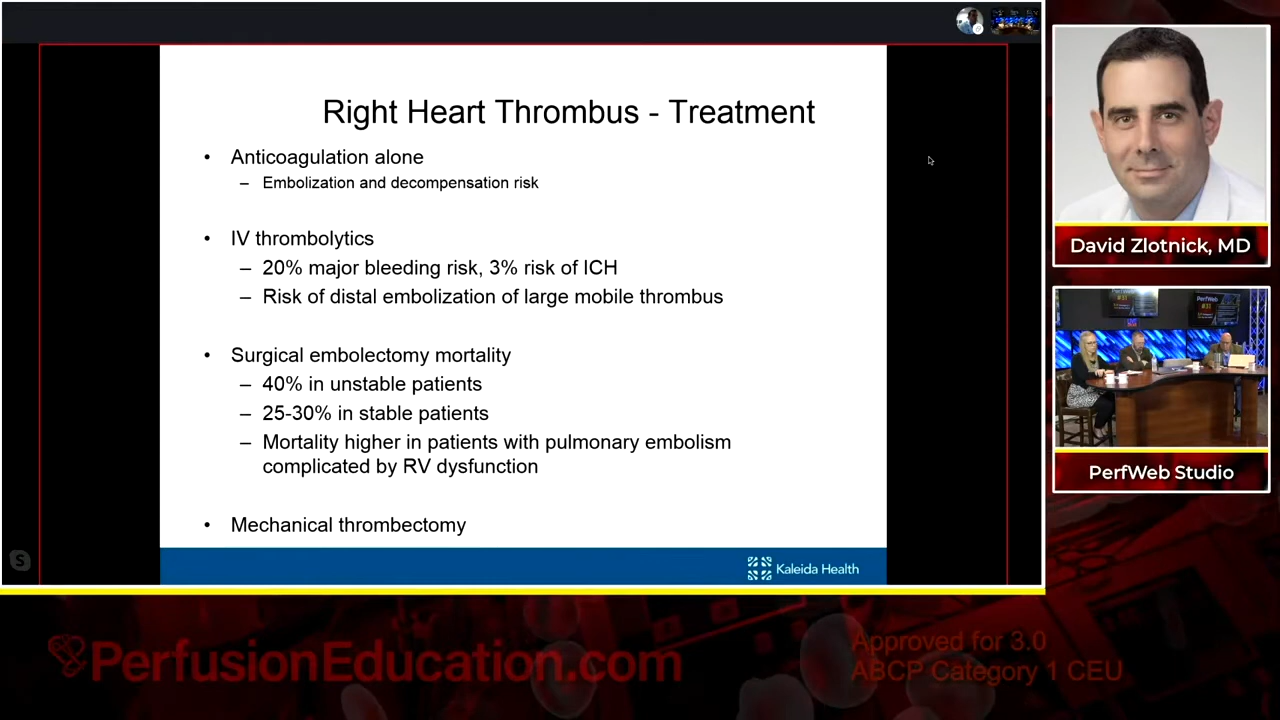 Right Heart Thrombus - Treatment
• Anticoagulation alone
– Embolization and decompensation risk
• IV thrombolytics
– 20% major bleeding risk, 3% risk of ICH
– Risk of distal embolization of large mobile thrombus
• Surgical embolectomy mortality
– 40% in unstable patients
– 25-30% in stable patients
– Mortality higher in patients with pulmonary embolism
complicated by RV dysfunction
• Mechanical thrombectomy
Kaleida Health
S
David Zlotnick, MD
PerfWeb
PerfWeb Studio
PerfusionEducation.com
Approved for 3.0
ABCP Category 1 CEU